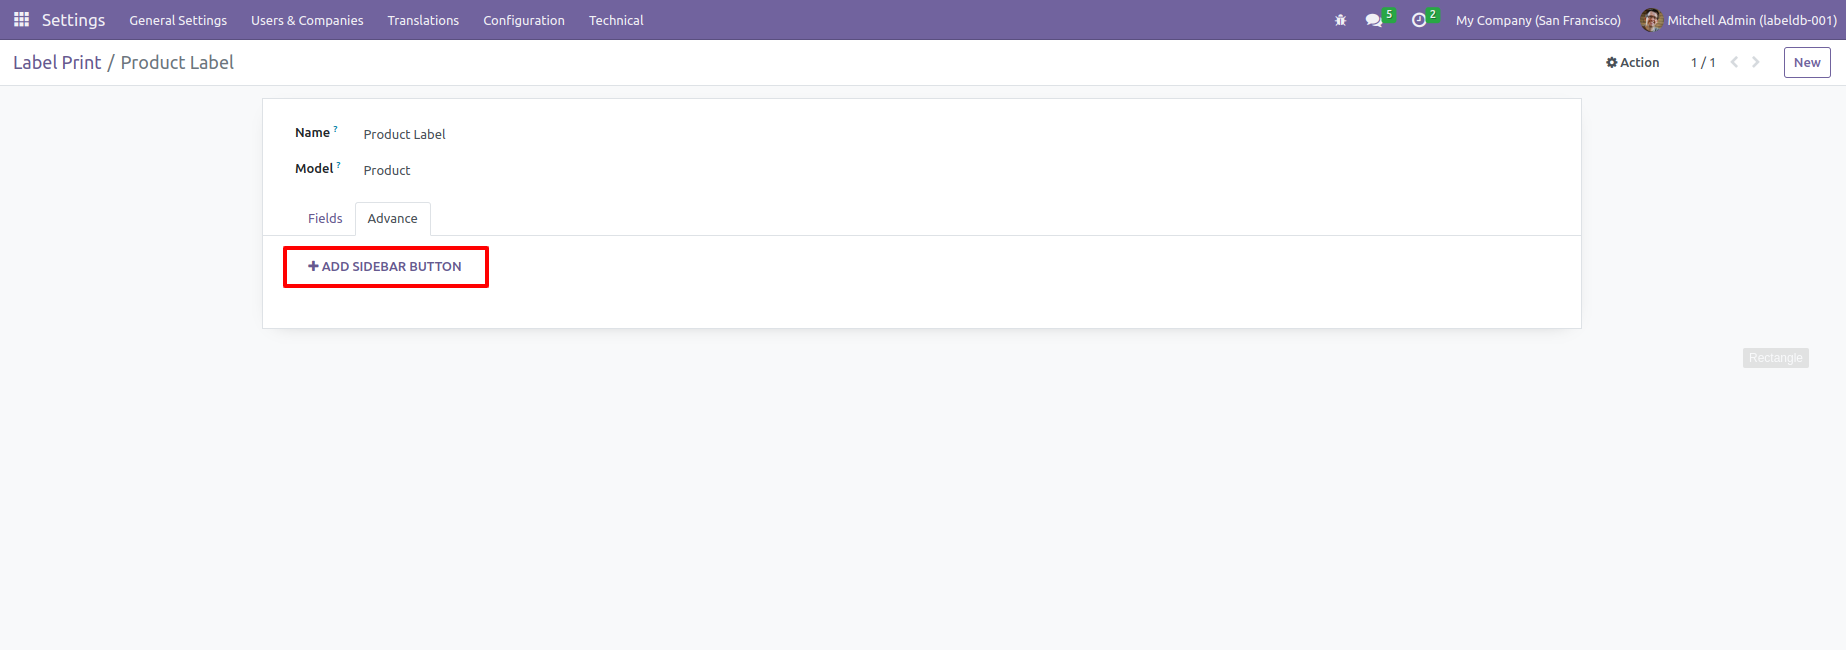 Settings General Settings Users & Companies Translations Configuration Technical 5 2 My Company (San Francisco) Mitchell Admin (labeldb-001)
Label Print / Product Label Action 1 / 1 New
Name ? Product Label
Model ? Product
Fields Advance
ADD SIDEBAR BUTTON
Rectangle